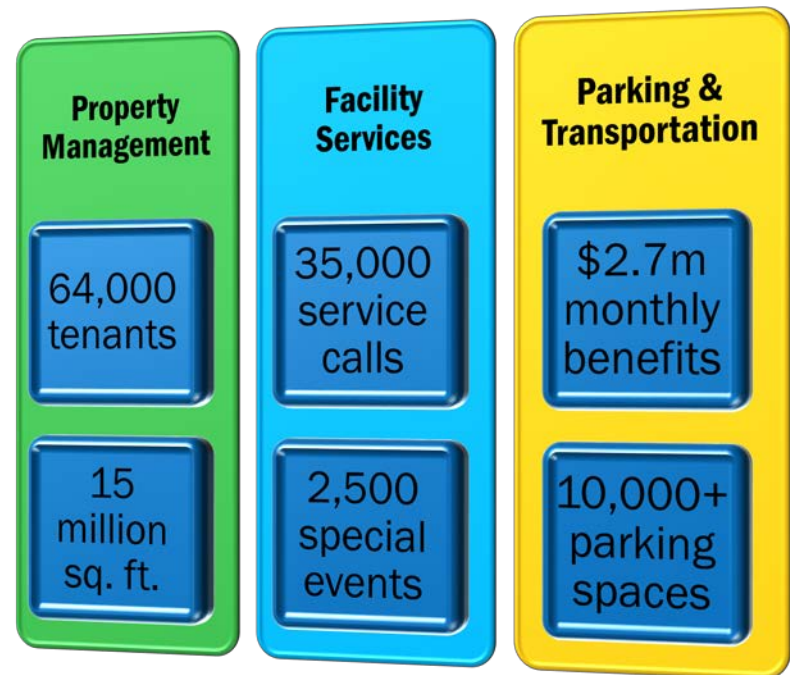 Property
Management
64,000
tenants
15
million
sq. ft.
Facility
Services
35,000
service
calls
2,500
special
events
Parking &
Transportation
$2.7m
monthly
benefits
10,000+
parking
spaces